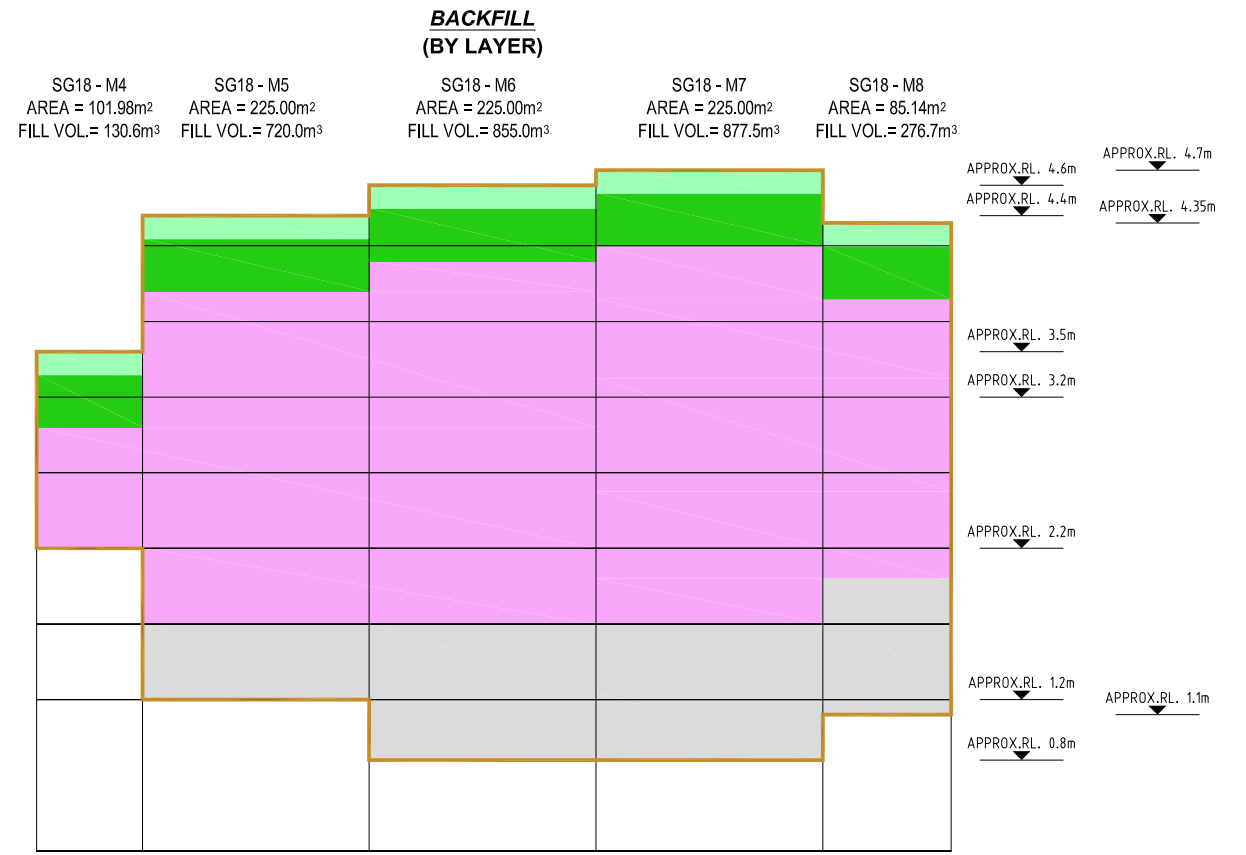 BACKFILL
(BY LAYER)
SG18 - M4
AREA = 101.98m²
FILL VOL.= 130.6m³
SG18 - M5
AREA = 225.00m²
FILL VOL.= 720.0m³
SG18 - M6
AREA = 225.00m²
FILL VOL.= 855.0m³
SG18 - M7
AREA = 225.00m²
FILL VOL.= 877.5m³
SG18 - M8
AREA = 85.14m²
FILL VOL.= 276.7m³
APPROX.RL. 4.6m
APPROX.RL. 4.7m
APPROX.RL. 4.4m
APPROX.RL. 4.35m
APPROX.RL. 3.5m
APPROX.RL. 3.2m
APPROX.RL. 2.2m
APPROX.RL. 1.2m
APPROX.RL. 1.1m
APPROX.RL. 0.8m